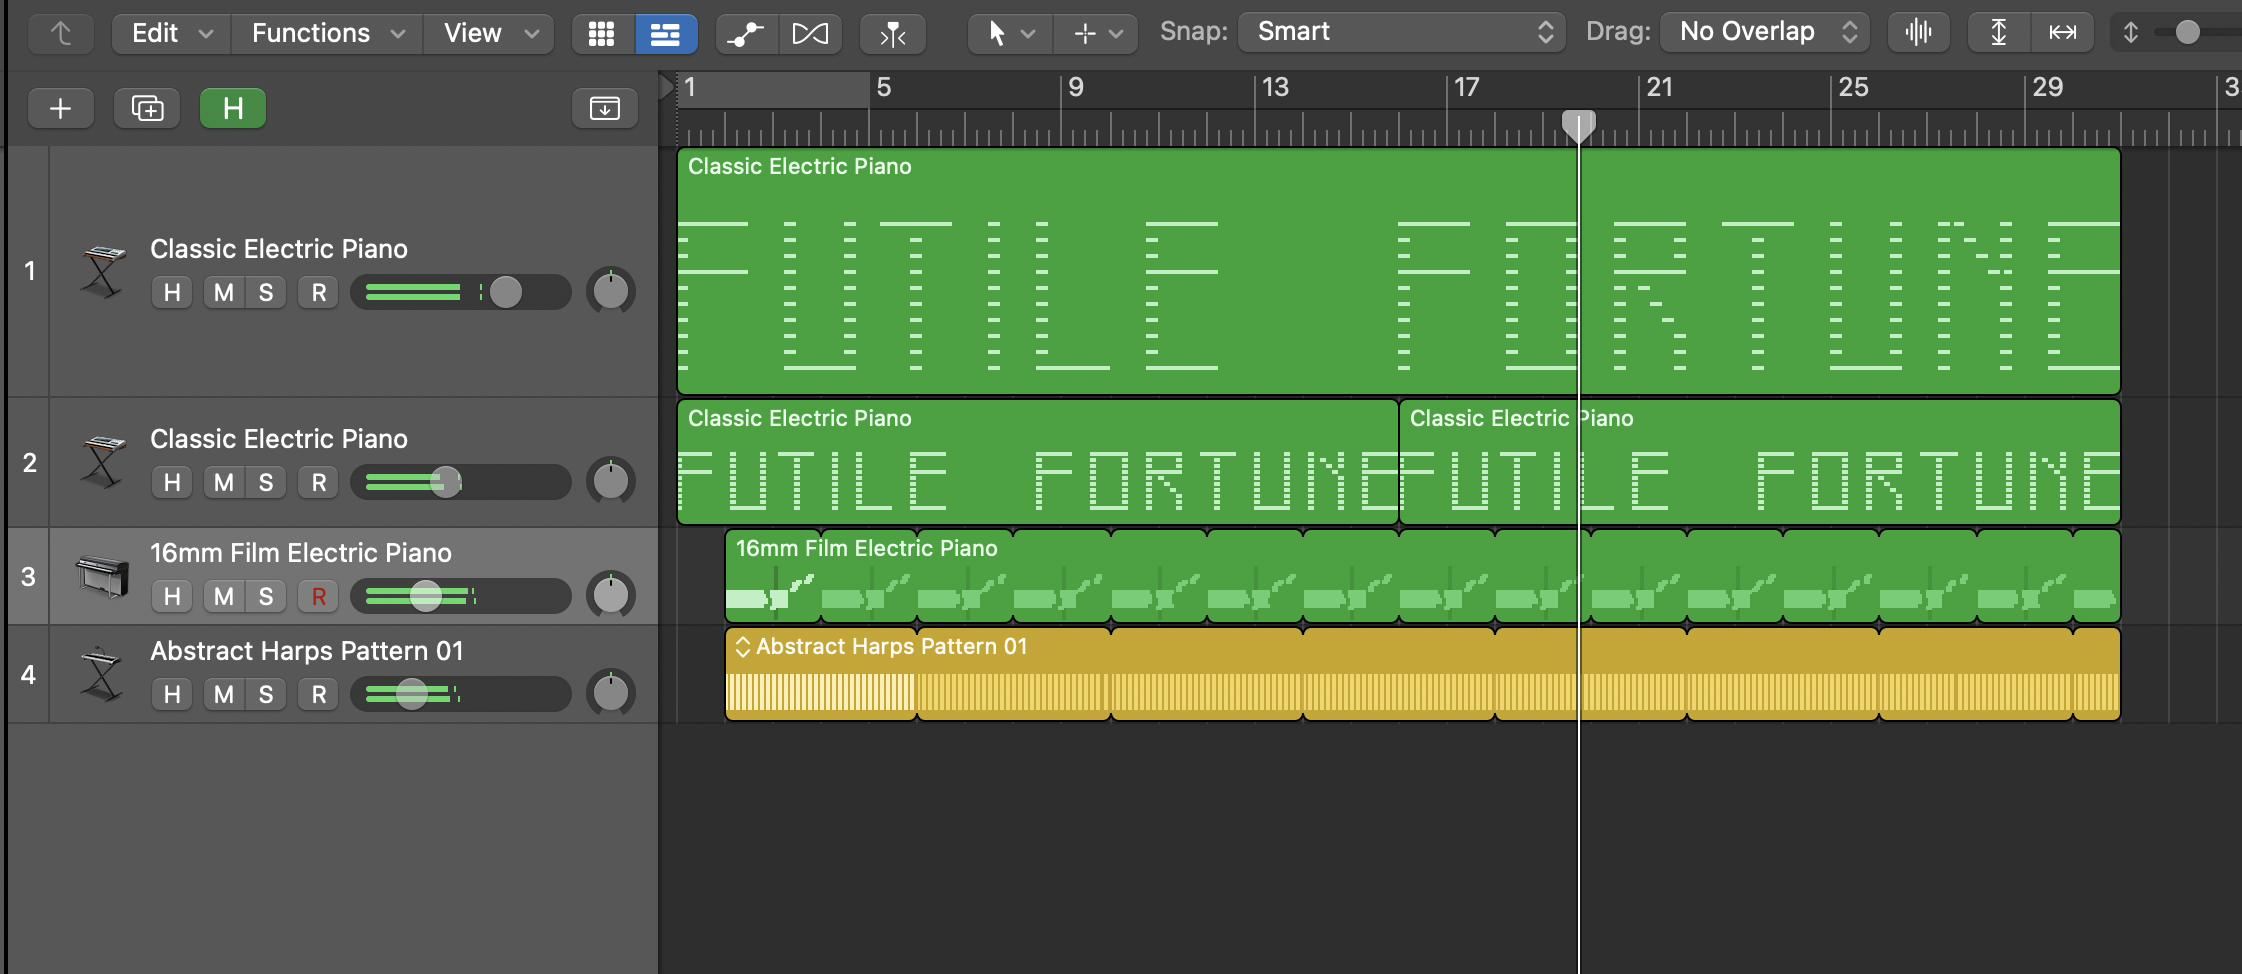 Edit Functions View Snap: Smart Drag: No Overlap
H
1 5 9 13 17 21 25 29 3
Classic Electric Piano
FUTILE FORTUNE
1 Classic Electric Piano
H M S R
Classic Electric Piano Classic Electric Piano
FUTILE FORTUNE FUTILE FORTUNE
2 Classic Electric Piano
H M S R
16mm Film Electric Piano
3 16mm Film Electric Piano
H M S R
Abstract Harps Pattern 01
4 Abstract Harps Pattern 01
H M S R